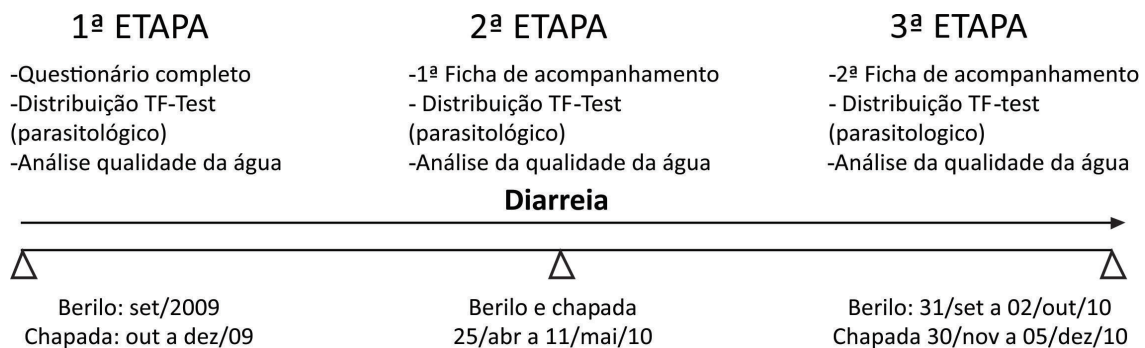 1ª ETAPA
-Questionário completo
-Distribuição TF-Test
(parasitológico)
-Análise qualidade da água
2ª ETAPA
-1ª Ficha de acompanhamento
- Distribuição TF-Test
(parasitológico)
-Análise da qualidade da água
3ª ETAPA
-2ª Ficha de acompanhamento
- Distribuição TF-test
(parasitologico)
-Análise da qualidade da água
Diarreia
Berilo: set/2009
Chapada: out a dez/09
Berilo e chapada
25/abr a 11/mai/10
Berilo: 31/set a 02/out/10
Chapada 30/nov a 05/dez/10